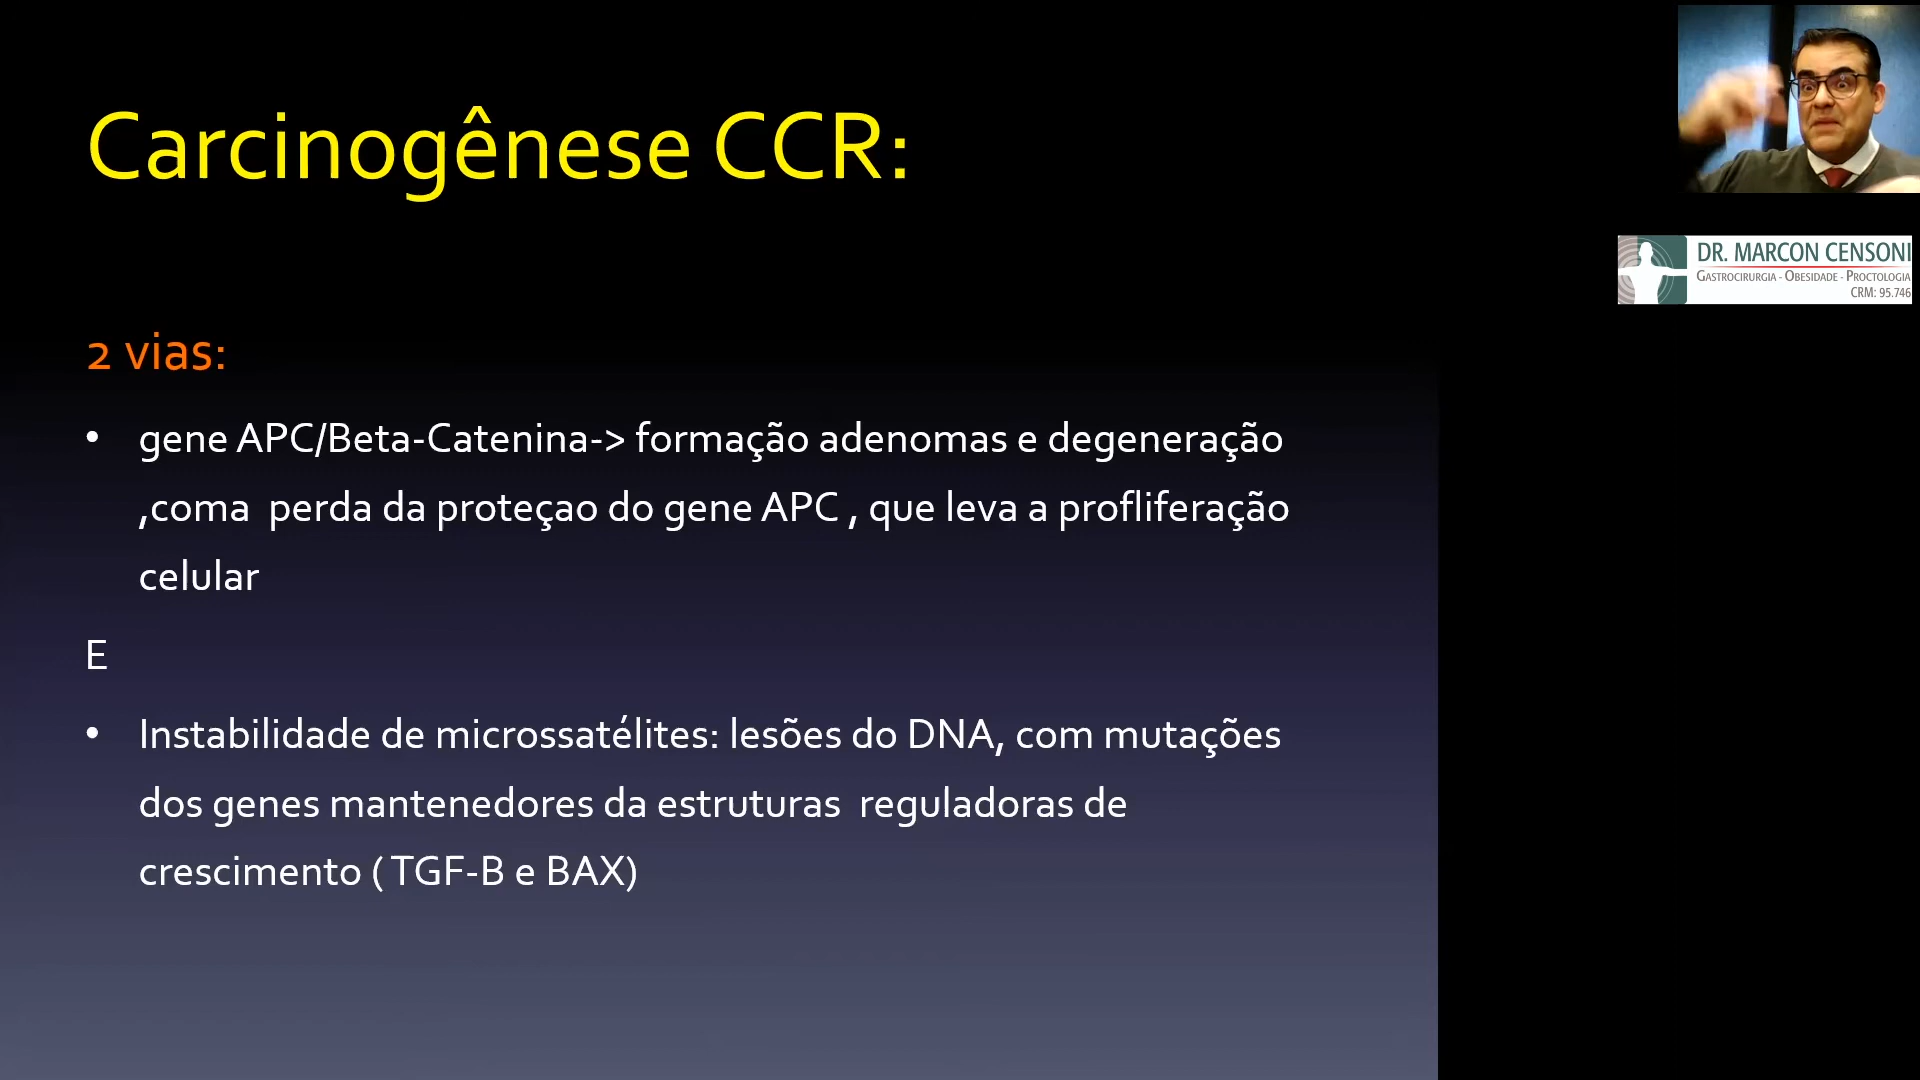 Carcinogênese CCR:
DR. MARCON CENSONI
GASTROCIRURGIA - OBESIDADE - PROCTOLOGIA
CRM: 95.746
2 vias:
• gene APC/Beta-Catenina-> formação adenomas e degeneração
,coma perda da proteçao do gene APC , que leva a profliferação
celular
E
• Instabilidade de microssatélites: lesões do DNA, com mutações
dos genes mantenedores da estruturas reguladoras de
crescimento ( TGF-B e BAX)